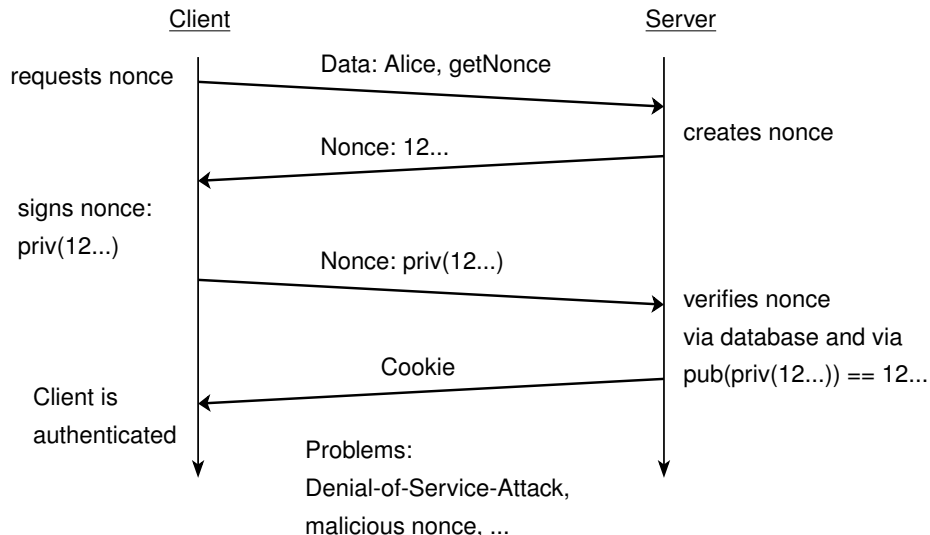 Client
Server
requests nonce
Data: Alice, getNonce
creates nonce
Nonce: 12...
signs nonce:
priv(12...)
Nonce: priv(12...)
verifies nonce
via database and via
pub(priv(12...)) == 12...
Cookie
Client is
authenticated
Problems:
Denial-of-Service-Attack,
malicious nonce, ...